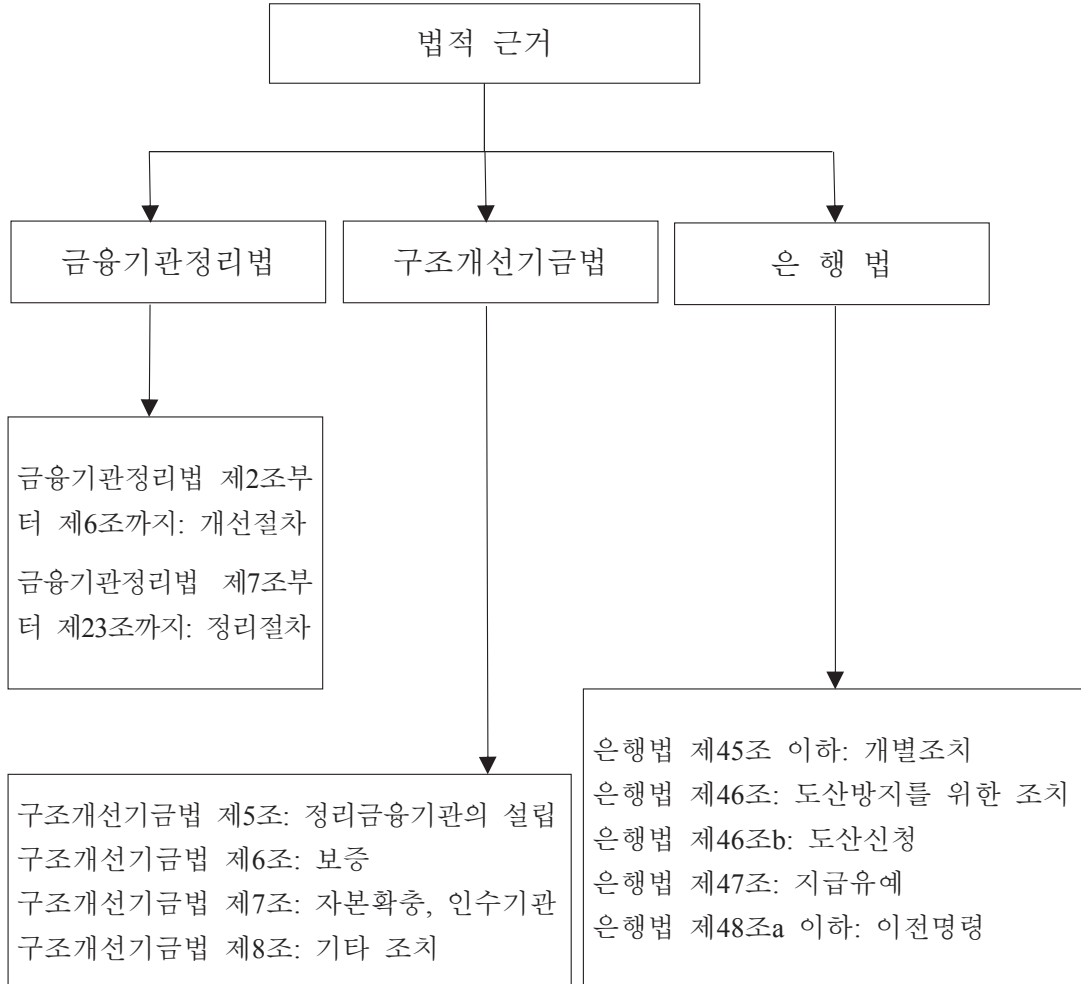 법적 근거
금융기관정리법
구조개선기금법
은 행 법
금융기관정리법 제2조부
터 제6조까지: 개선절차
금융기관정리법 제7조부
터 제23조까지: 정리절차
구조개선기금법 제5조: 정리금융기관의 설립
구조개선기금법 제6조: 보증
구조개선기금법 제7조: 자본확충, 인수기관
구조개선기금법 제8조: 기타 조치
은행법 제45조 이하: 개별조치
은행법 제46조: 도산방지를 위한 조치
은행법 제46조b: 도산신청
은행법 제47조: 지급유예
은행법 제48조a 이하: 이전명령